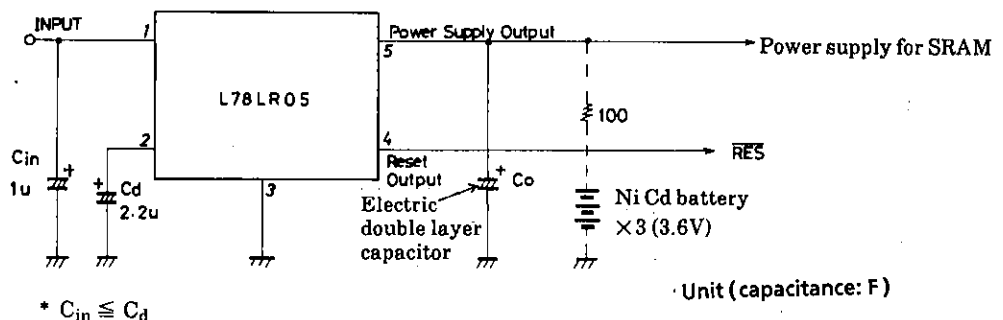 INPUT
1
Power Supply Output
5
Power supply for SRAM
L78LR05
100
2
4
Reset
Output
RES
Cin
1u
+
+
Cd
2.2u
3
+
Co
Electric
double layer
capacitor
Ni Cd battery
×3 (3.6V)
Unit (capacitance: F)
* Cin ≦ Cd